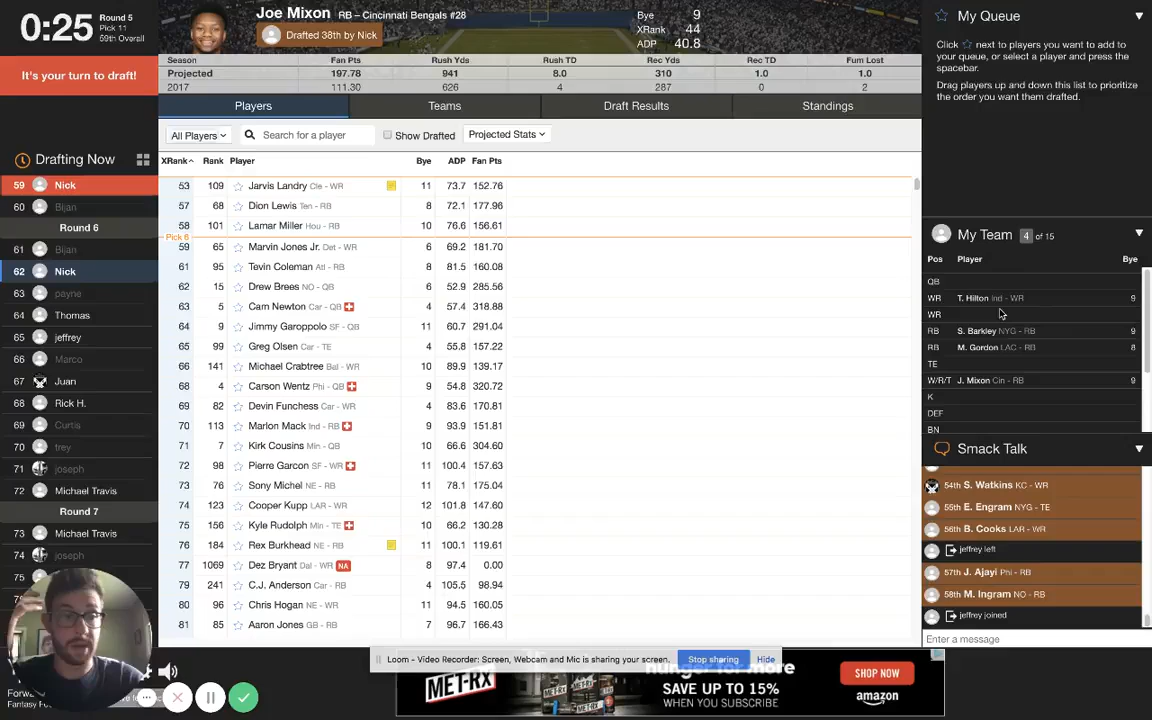 0:25
Round 5
Pick 11
59th Overall
It's your turn to draft!
Drafting Now
59 Nick
60 Bijan
Round 6
61 Bijan
62 Nick
63 payne
64 Thomas
65 jeffrey
66 Marco
67 Juan
68 Rick H.
69 Curtis
70 trey
71 joseph
72 Michael Travis
Round 7
73 Michael Travis
74 joseph
75
Joe Mixon RB – Cincinnati Bengals #28
Drafted 38th by Nick
Bye 9
XRank 44
ADP 40.8
Season Fan Pts Rush Yds Rush TD Rec Yds Rec TD Fum Lost
Projected 197.78 941 8.0 310 1.0 1.0
2017 111.30 626 4 287 0 2
Players Teams Draft Results Standings
All Players Search for a player Show Drafted Projected Stats
XRank Rank Player Bye ADP Fan Pts
53 109 Jarvis Landry Cle - WR 11 73.7 152.76
57 68 Dion Lewis Ten - RB 8 72.1 177.96
58 101 Lamar Miller Hou - RB 10 76.6 156.61
Pick 6
59 65 Marvin Jones Jr. Det - WR 6 69.2 181.70
61 95 Tevin Coleman Atl - RB 8 81.5 160.08
62 15 Drew Brees NO - QB 6 52.9 285.56
63 5 Cam Newton Car - QB 4 57.4 318.88
64 9 Jimmy Garoppolo SF - QB 11 60.7 291.04
65 99 Greg Olsen Car - TE 4 55.8 157.22
66 141 Michael Crabtree Bal - WR 10 89.9 139.17
68 4 Carson Wentz Phi - QB 9 54.8 320.72
69 82 Devin Funchess Car - WR 4 83.6 170.81
70 113 Marlon Mack Ind - RB 9 93.9 151.81
71 7 Kirk Cousins Min - QB 10 66.6 304.60
72 98 Pierre Garcon SF - WR 11 100.4 157.63
73 76 Sony Michel NE - RB 11 78.1 175.04
74 123 Cooper Kupp LAR - WR 12 101.8 147.60
75 156 Kyle Rudolph Min - TE 10 66.2 130.28
76 184 Rex Burkhead NE - RB 11 100.1 119.61
77 1069 Dez Bryant Dal - WR NA 8 97.4 0.00
79 241 C.J. Anderson Car - RB 4 105.5 98.94
80 96 Chris Hogan NE - WR 11 94.5 160.05
81 85 Aaron Jones GB - RB 7 96.7 166.43
My Queue
Click next to players you want to add to
your queue, or select a player and press the
spacebar.
Drag players up and down this list to prioritize
the order you want them drafted.
My Team 4 of 15
Pos Player Bye
QB
WR T. Hilton Ind - WR 9
WR
RB S. Barkley NYG - RB 9
RB M. Gordon LAC - RB 8
TE
W/R/T J. Mixon Cin - RB 9
K
DEF
BN
Smack Talk
54th S. Watkins KC - WR
55th E. Engram NYG - TE
56th B. Cooks LAR - WR
jeffrey left
57th J. Ajayi Phi - RB
58th M. Ingram NO - RB
jeffrey joined
Enter a message
Loom – Video Recorder: Screen, Webcam and Mic is sharing your screen. Stop sharing Hide
hunger for more
MET-RX
SAVE UP TO 15%
WHEN YOU SUBSCRIBE
SHOP NOW
amazon
Forwar
Fantasy Fo